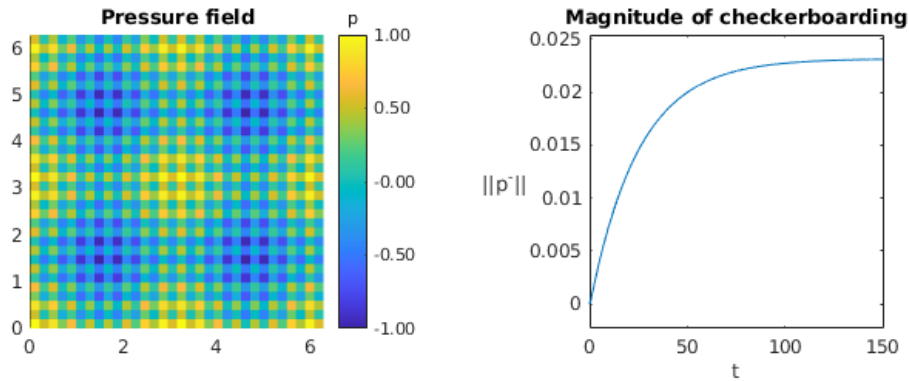 Pressure field
p
1.00
0.50
-0.00
-0.50
-1.00
6
5
4
3
2
1
0
0 2 4 6
Magnitude of checkerboarding
0.025
0.02
0.015
0.01
0.005
0
||p⁻||
0 50 100 150
t